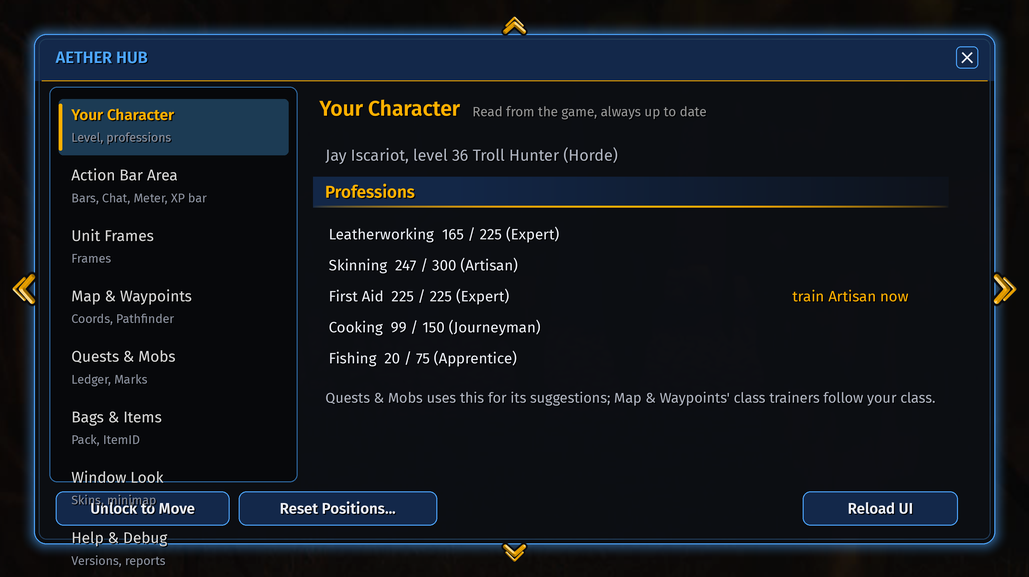 AETHER HUB
Your Character
Level, professions
Action Bar Area
Bars, Chat, Meter, XP bar
Unit Frames
Frames
Map & Waypoints
Coords, Pathfinder
Quests & Mobs
Ledger, Marks
Bags & Items
Pack, ItemID
Window Look
Skins, minimap
Help & Debug
Versions, reports
Your Character Read from the game, always up to date
Jay Iscariot, level 36 Troll Hunter (Horde)
Professions
Leatherworking 165 / 225 (Expert)
Skinning 247 / 300 (Artisan)
First Aid 225 / 225 (Expert) train Artisan now
Cooking 99 / 150 (Journeyman)
Fishing 20 / 75 (Apprentice)
Quests & Mobs uses this for its suggestions; Map & Waypoints' class trainers follow your class.
Unlock to Move Reset Positions... Reload UI